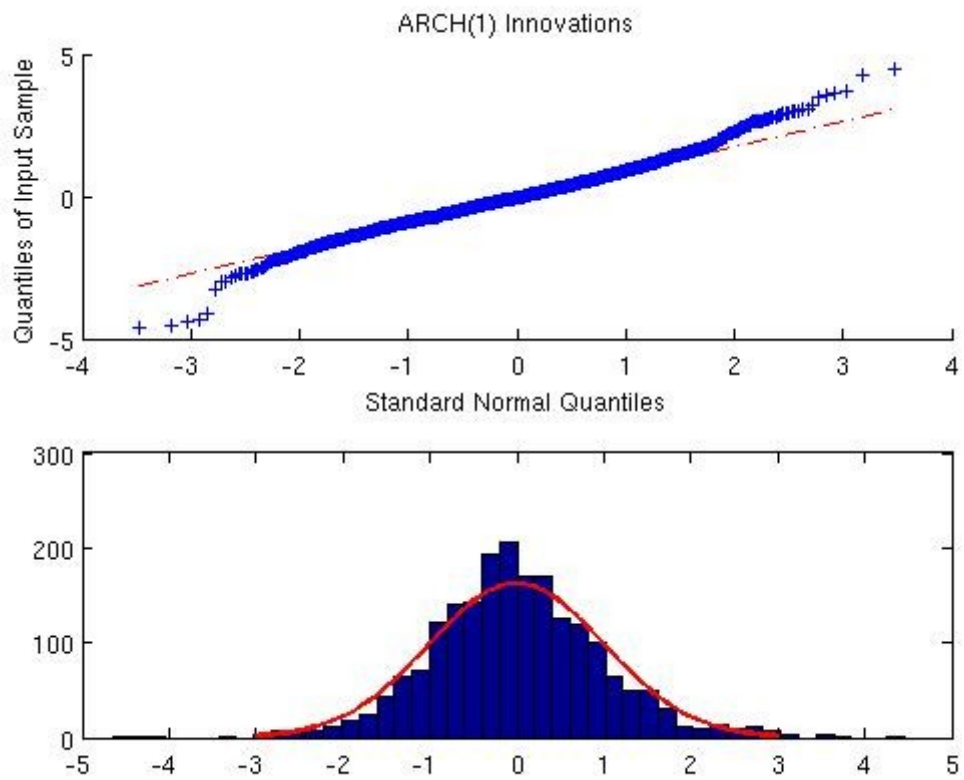 ARCH(1) Innovations
Quantiles of Input Sample
5
0
-5
-4 -3 -2 -1 0 1 2 3 4
Standard Normal Quantiles
300
200
100
0
-5 -4 -3 -2 -1 0 1 2 3 4 5